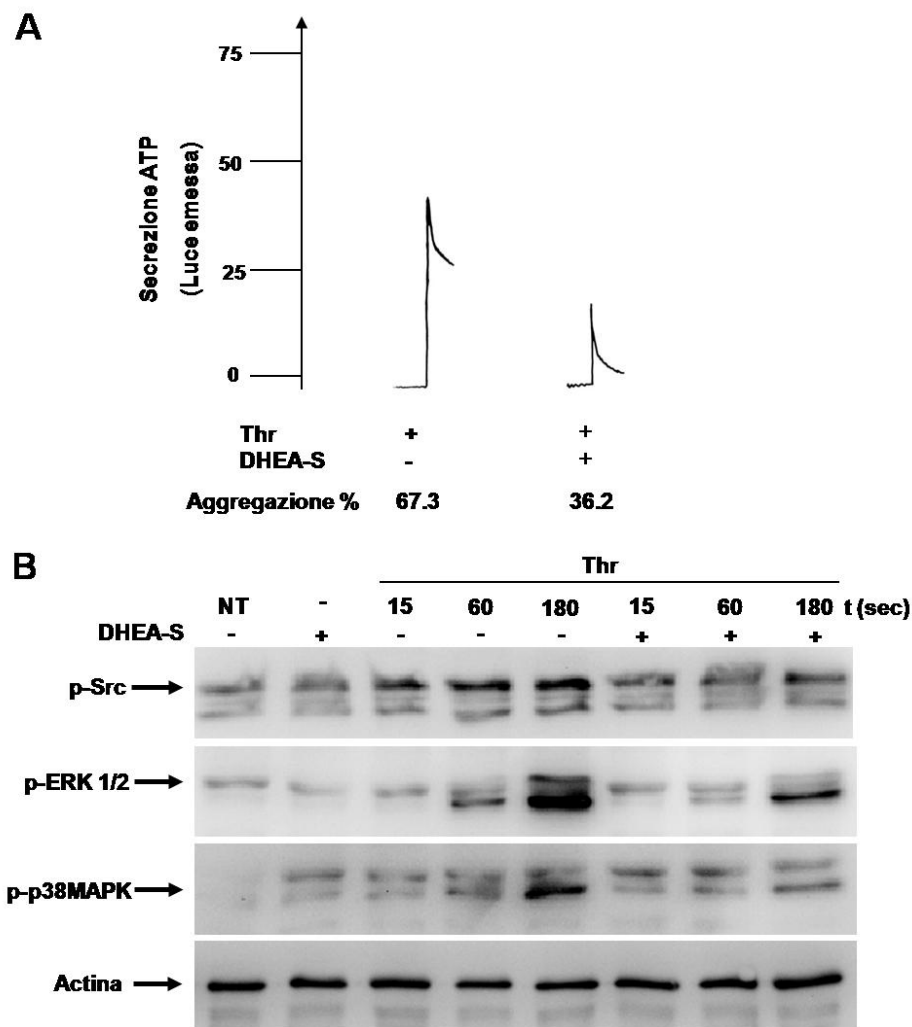 A
75
50
25
0
Secrezione ATP
(Luce emessa)
Thr + +
DHEA-S - +
Aggregazione % 67.3 36.2
B
Thr
NT - 15 60 180 15 60 180 t (sec)
DHEA-S - + - - - + + +
p-Src
p-ERK 1/2
p-p38MAPK
Actina